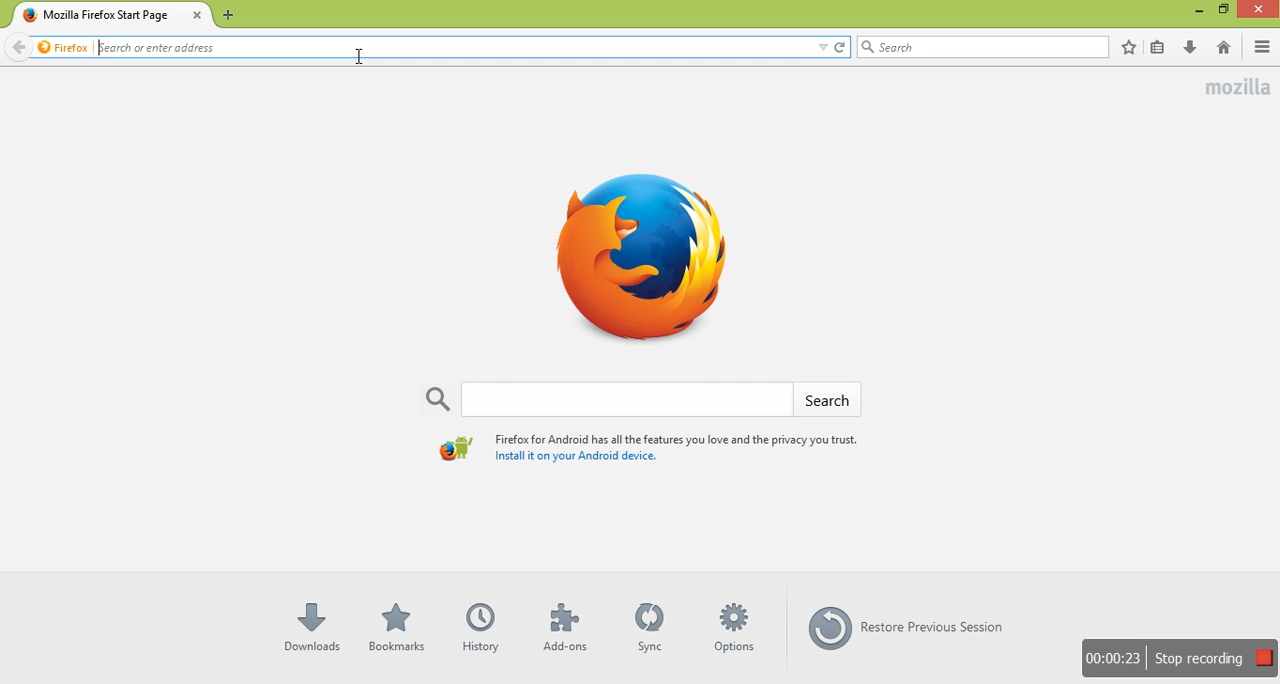 Mozilla Firefox Start Page
Firefox
Search or enter address
Search
mozilla
Search
Firefox for Android has all the features you love and the privacy you trust.
Install it on your Android device.
Downloads
Bookmarks
History
Add-ons
Sync
Options
Restore Previous Session
00:00:23
Stop recording